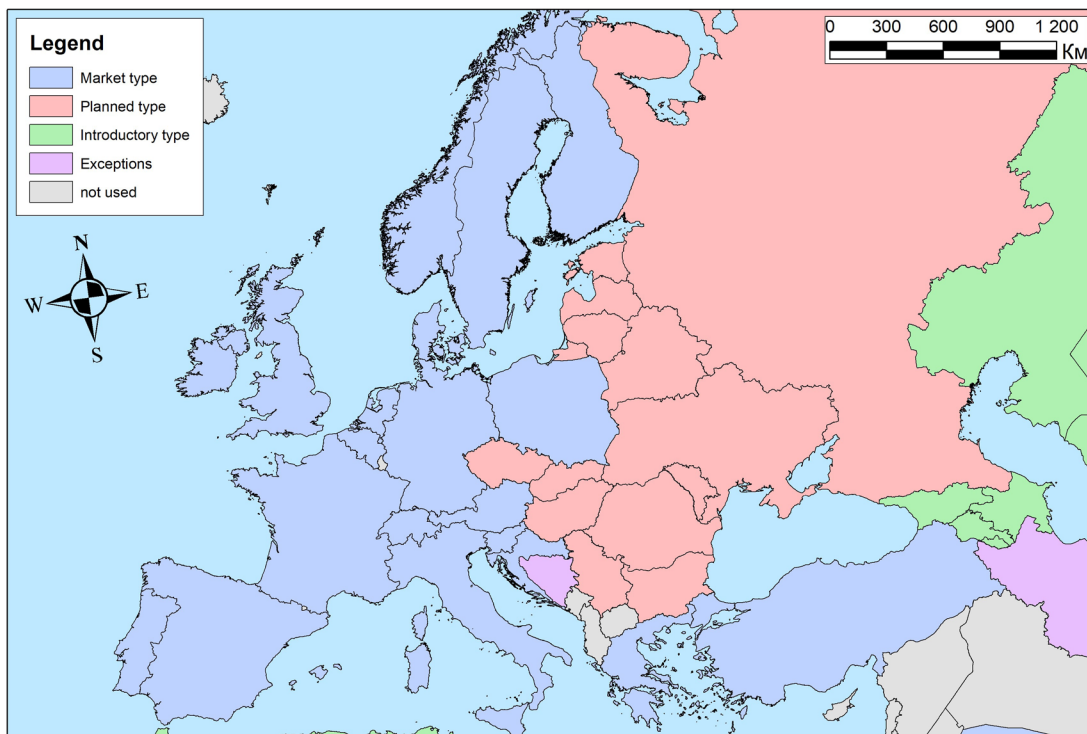 Legend
Market type
Planned type
Introductory type
Exceptions
not used
0 300 600 900 1 200
Км
N
W E
S